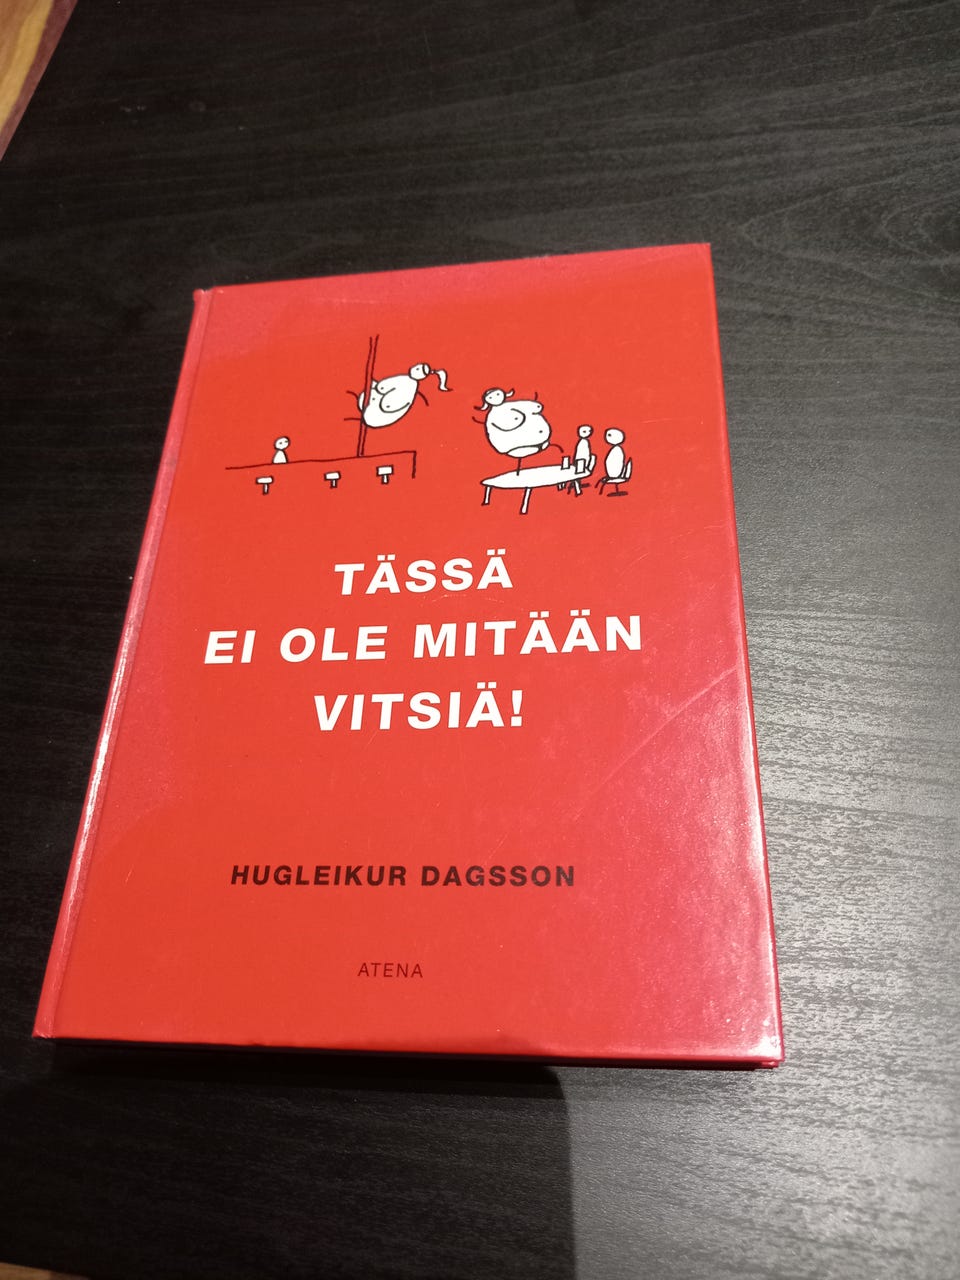 TÄSSÄ
EI OLE MITÄÄN
VITSIÄ!
HUGLEIKUR DAGSSON
ATENA